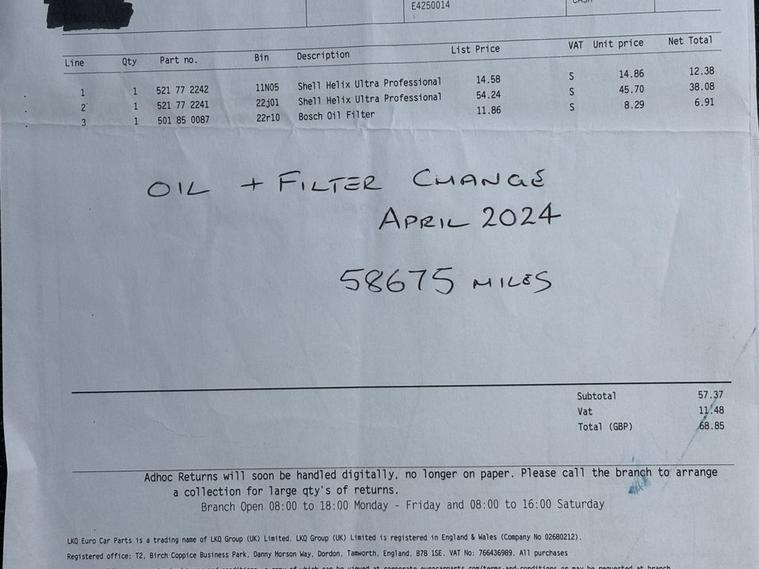 E4250014
Line Qty Part no. Bin Description List Price VAT Unit price Net Total
1 1 521 77 2242 11N05 Shell Helix Ultra Professional 14.58 S 14.86 12.38
2 1 521 77 2241 22j01 Shell Helix Ultra Professional 54.24 S 45.70 38.08
3 1 501 85 0087 22r10 Bosch Oil Filter 11.86 S 8.29 6.91
OIL + FILTER CHANGE
APRIL 2024
58675 MILES
Subtotal 57.37
Vat 11.48
Total (GBP) 68.85
Adhoc Returns will soon be handled digitally, no longer on paper. Please call the branch to arrange
a collection for large qty's of returns.
Branch Open 08:00 to 18:00 Monday - Friday and 08:00 to 16:00 Saturday
LKQ Euro Car Parts is a trading name of LKQ Group (UK) Limited. LKQ Group (UK) Limited is registered in England & Wales (Company No 02680212).
Registered office: T2, Birch Coppice Business Park, Danny Morson Way, Dordon, Tamworth, England, B78 1SE. VAT No: 766436989. All purchases